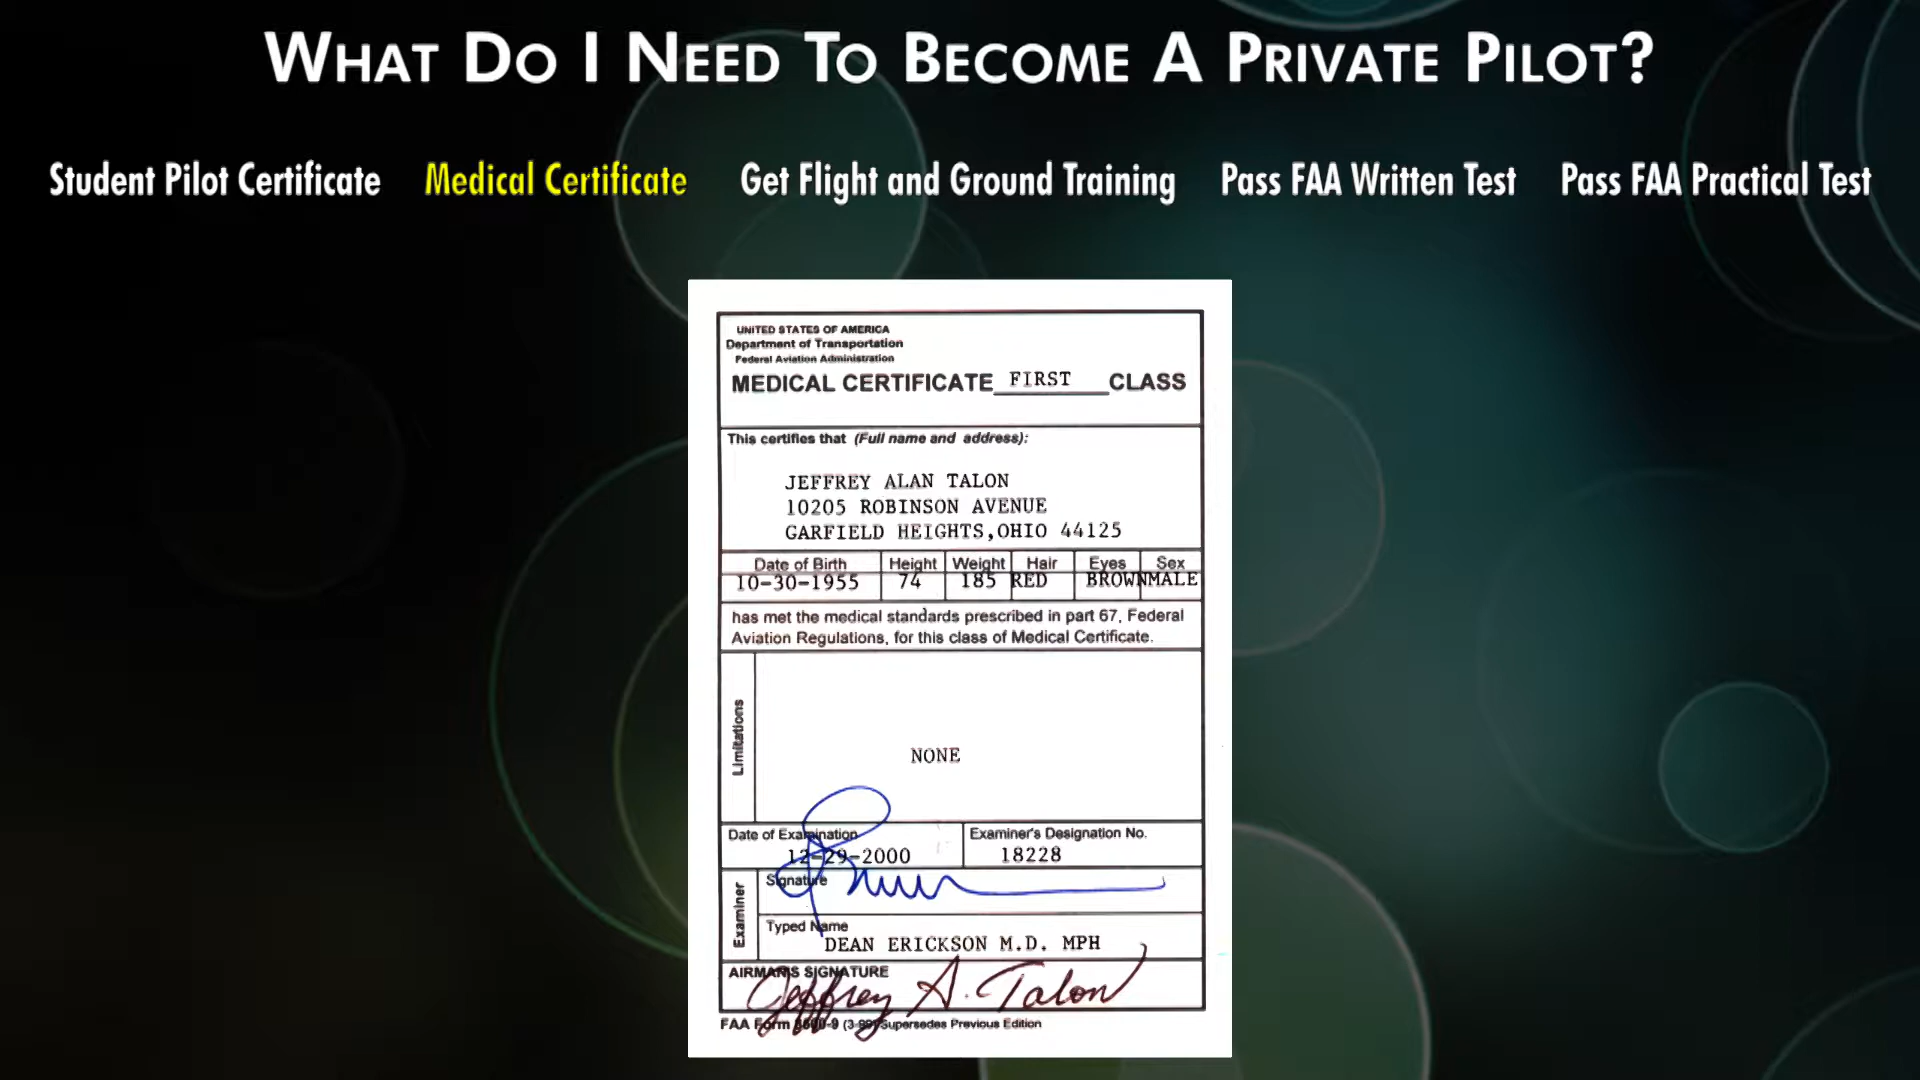 WHAT DO I NEED TO BECOME A PRIVATE PILOT?
Student Pilot Certificate Medical Certificate Get Flight and Ground Training Pass FAA Written Test Pass FAA Practical Test
UNITED STATES OF AMERICA
Department of Transportation
Federal Aviation Administration
MEDICAL CERTIFICATE FIRST CLASS
This certifies that (Full name and address):
JEFFREY ALAN TALON
10205 ROBINSON AVENUE
GARFIELD HEIGHTS,OHIO 44125
Date of Birth Height Weight Hair Eyes Sex
10-30-1955 74 185 RED BROWN MALE
has met the medical standards prescribed in part 67, Federal
Aviation Regulations, for this class of Medical Certificate.
Limitations
NONE
Date of Examination Examiner's Designation No.
12-29-2000 18228
Examiner
Signature
Typed Name
DEAN ERICKSON M.D. MPH
AIRMAN'S SIGNATURE
Jeffrey A. Talon
FAA Form 8500-9 (3-99) Supersedes Previous Edition